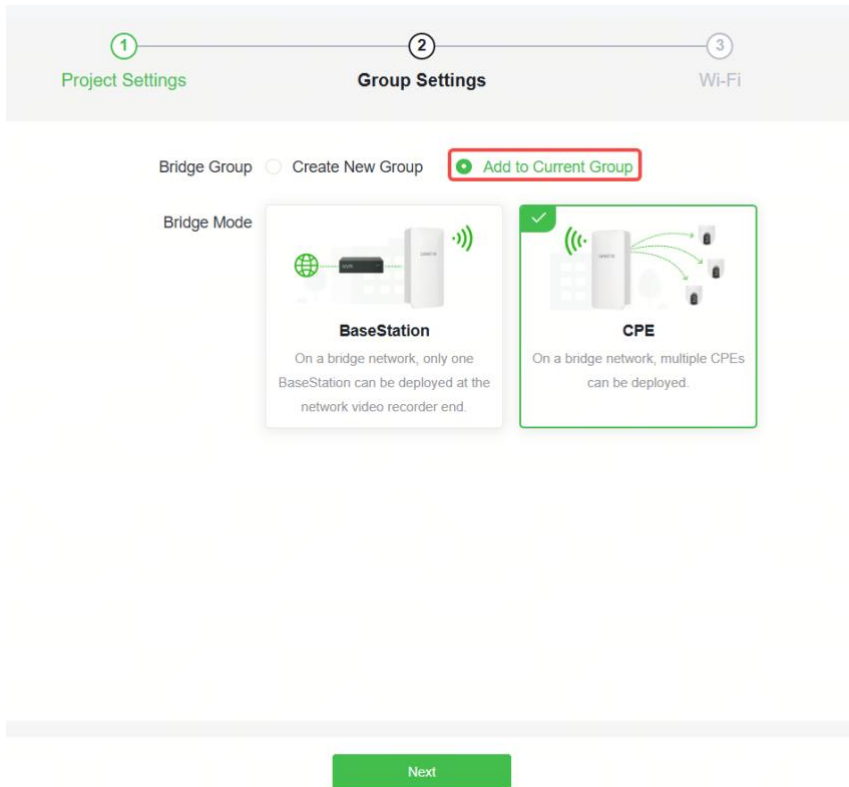 1
2
3
Project Settings
Group Settings
Wi-Fi
Bridge Group
Create New Group
Add to Current Group
Bridge Mode
BaseStation
On a bridge network, only one
BaseStation can be deployed at the
network video recorder end.
CPE
On a bridge network, multiple CPEs
can be deployed.
Next